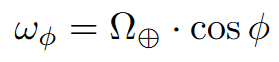 ω_ϕ = Ω_⊕ · cos ϕ